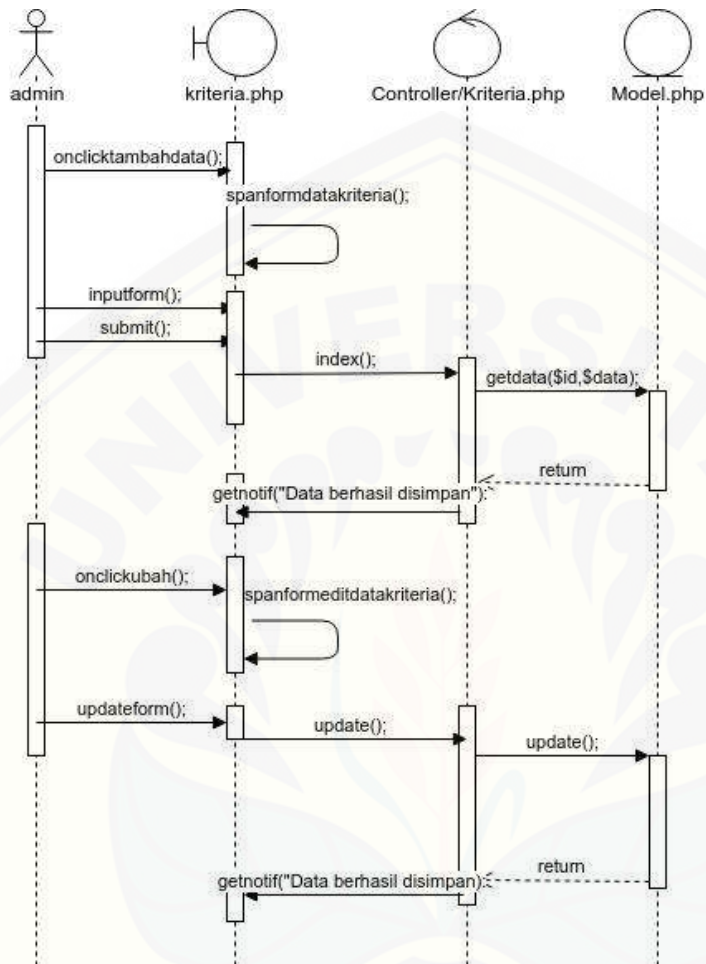 admin
kriteria.php
Controller/Kriteria.php
Model.php
onclicktambahdata();
spanformdatakriteria();
inputform();
submit();
index();
getdata($id,$data);
return
getnotif("Data berhasil disimpan");
onclickubah();
spanformeditdatakriteria();
updateform();
update();
update();
return
getnotif("Data berhasil disimpan);